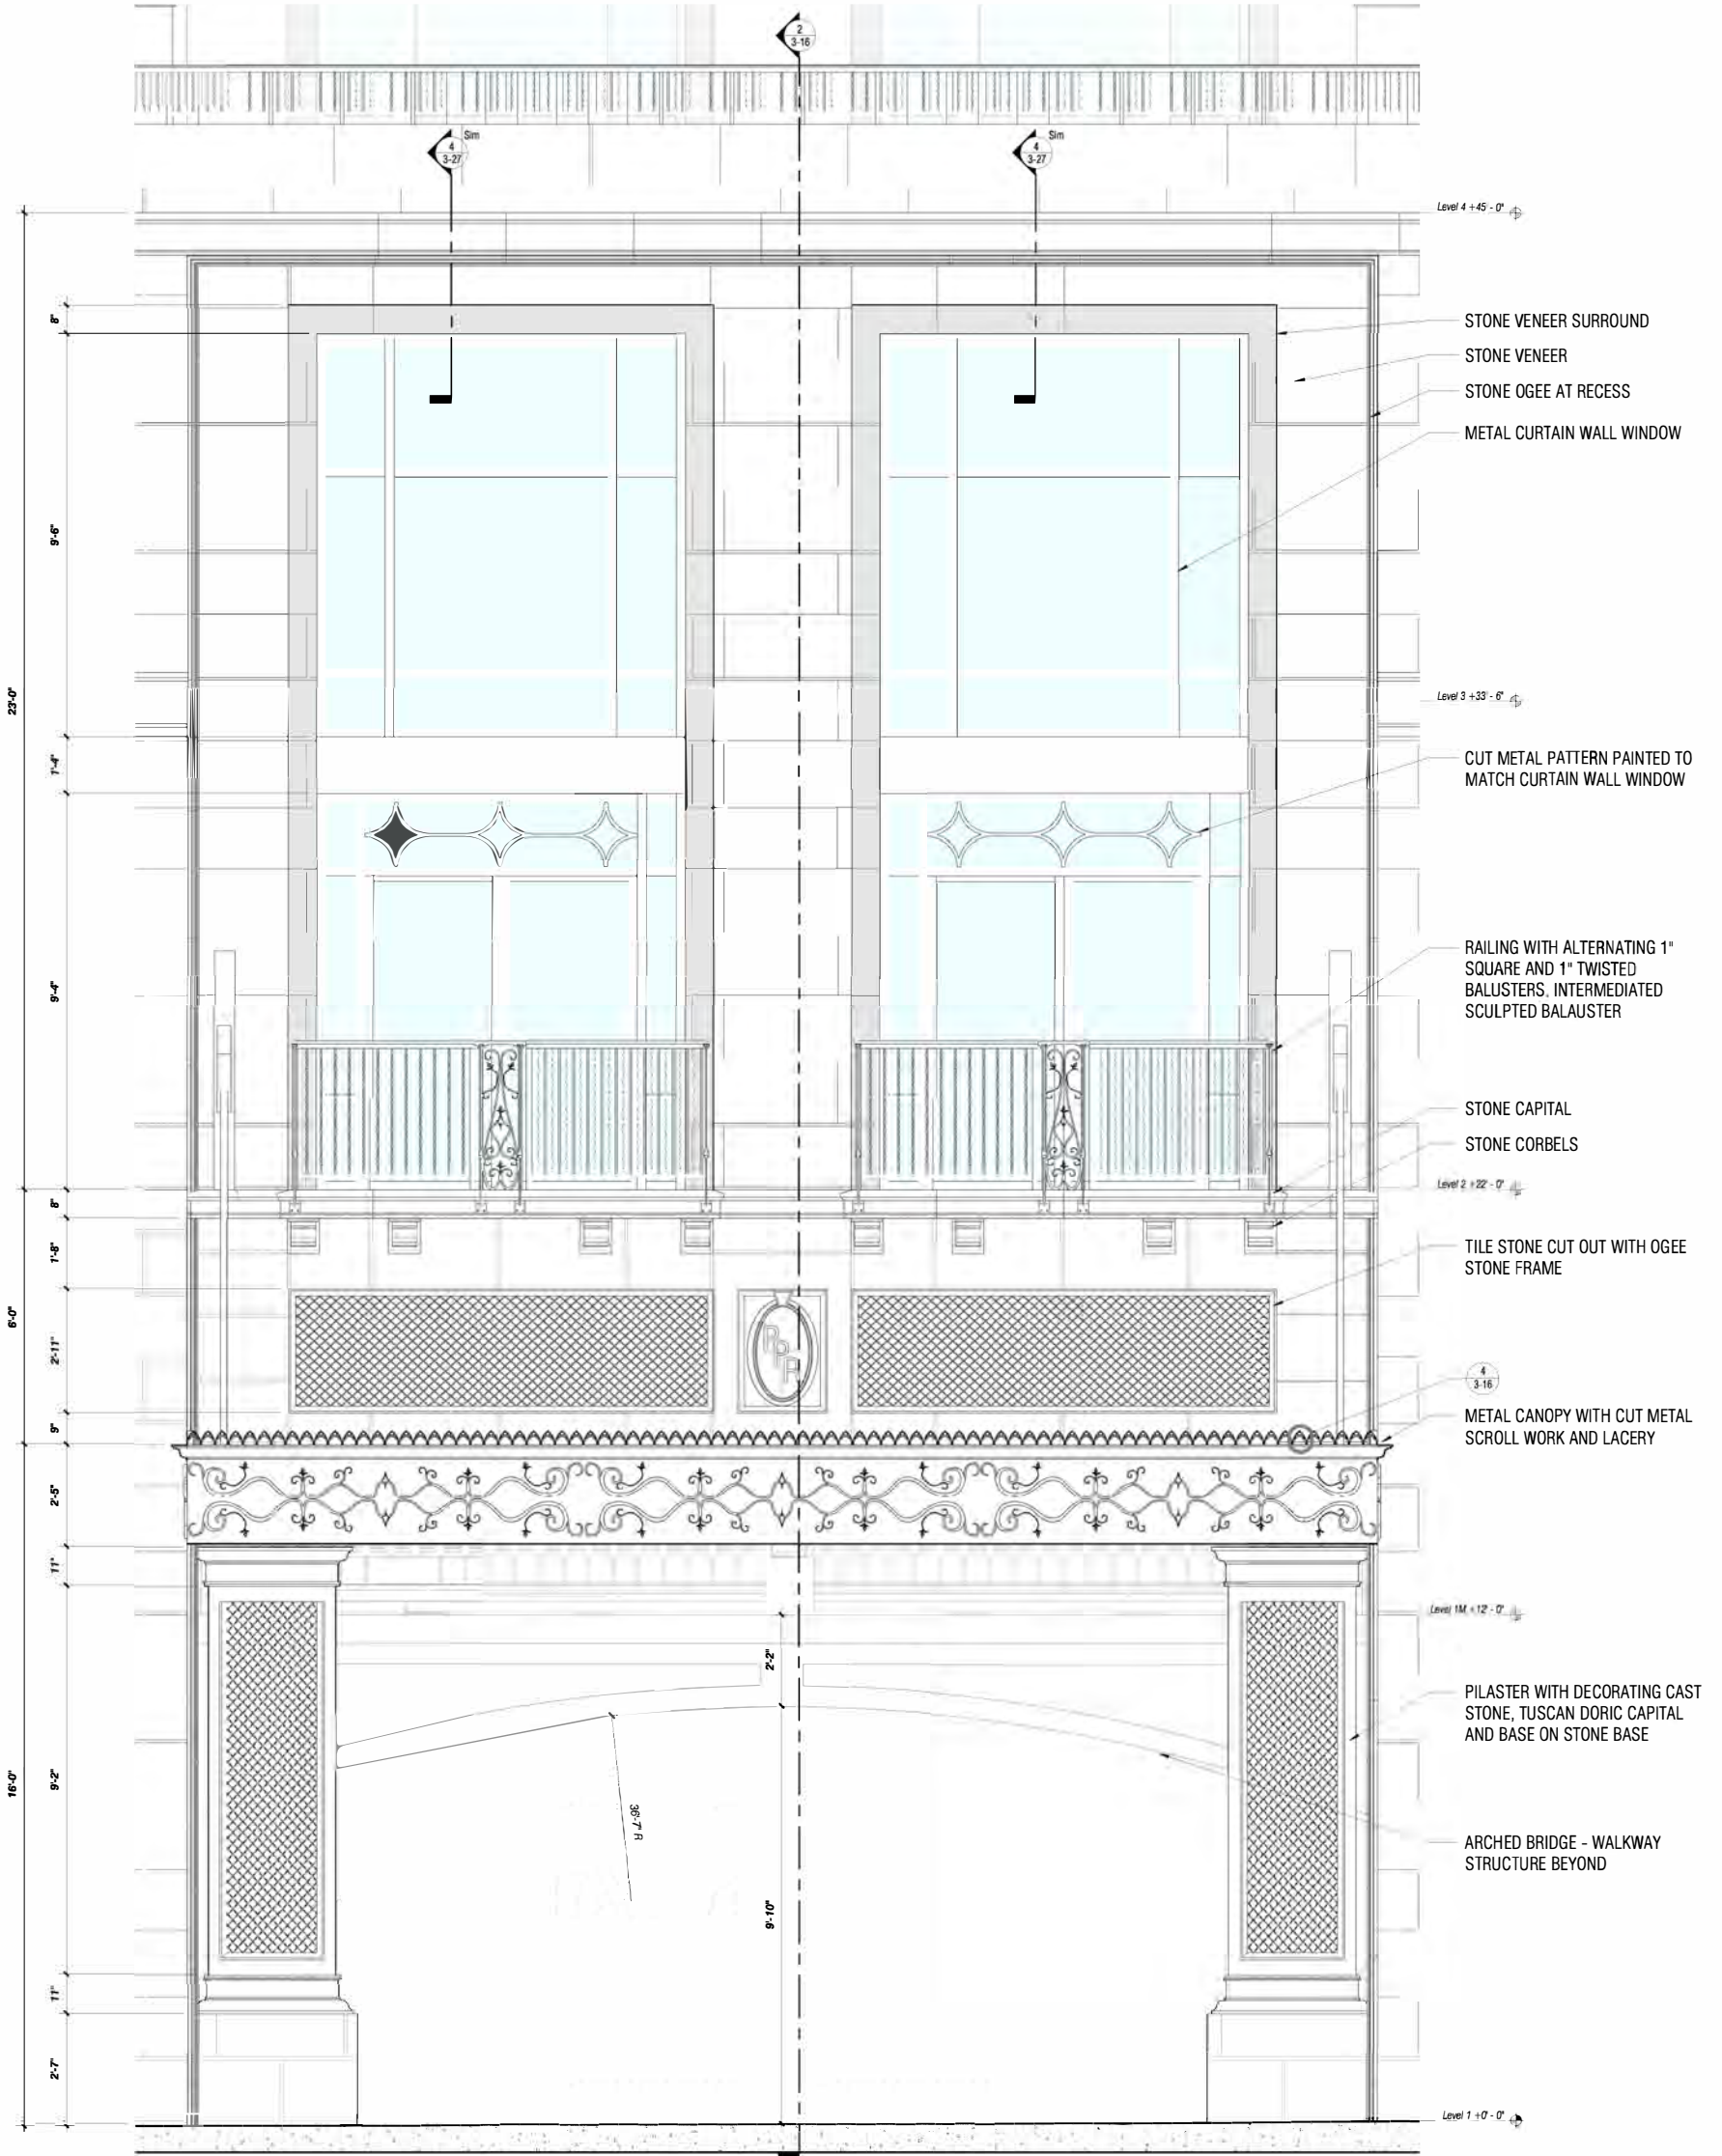 2
3-16
Sim
4
3-27
Sim
4
3-27
Level 4 +45' - 0"
8"
STONE VENEER SURROUND
STONE VENEER
STONE OGEE AT RECESS
METAL CURTAIN WALL WINDOW
9'-6"
23'-0"
Level 3 +33' - 6"
1'-4"
CUT METAL PATTERN PAINTED TO
MATCH CURTAIN WALL WINDOW
9'-4"
RAILING WITH ALTERNATING 1"
SQUARE AND 1" TWISTED
BALUSTERS, INTERMEDIATED
SCULPTED BALAUSTER
STONE CAPITAL
STONE CORBELS
Level 2 +22' - 0"
8"
1'-8"
TILE STONE CUT OUT WITH OGEE
STONE FRAME
6'-0"
2'-11"
RPR
4
3-16
9"
METAL CANOPY WITH CUT METAL
SCROLL WORK AND LACERY
2'-5"
11"
Level 1M +12' - 0"
2'-2"
PILASTER WITH DECORATING CAST
STONE, TUSCAN DORIC CAPITAL
AND BASE ON STONE BASE
16'-0"
9'-2"
36'-7" R
ARCHED BRIDGE - WALKWAY
STRUCTURE BEYOND
9'-10"
11"
2'-7"
Level 1 +0' - 0"